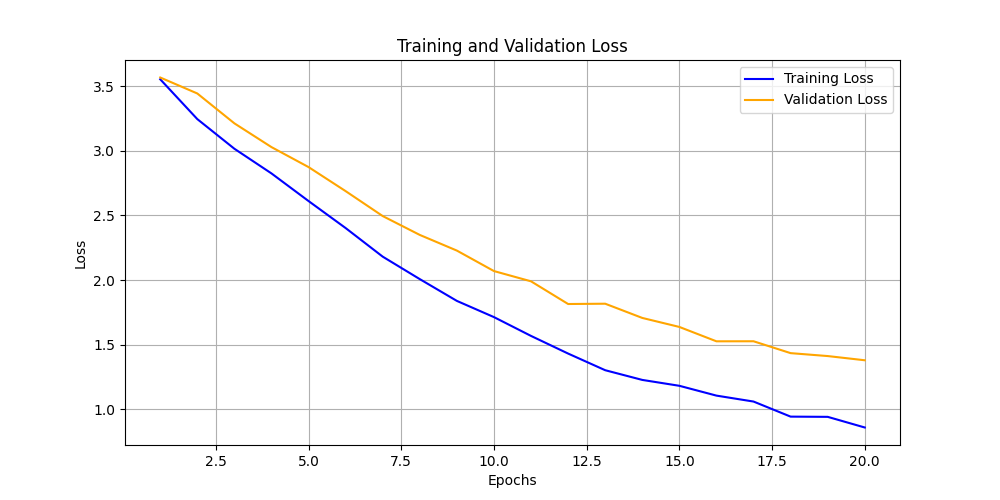 Training and Validation Loss
Training Loss
Validation Loss
3.5
3.0
2.5
2.0
1.5
1.0
Loss
2.5 5.0 7.5 10.0 12.5 15.0 17.5 20.0
Epochs